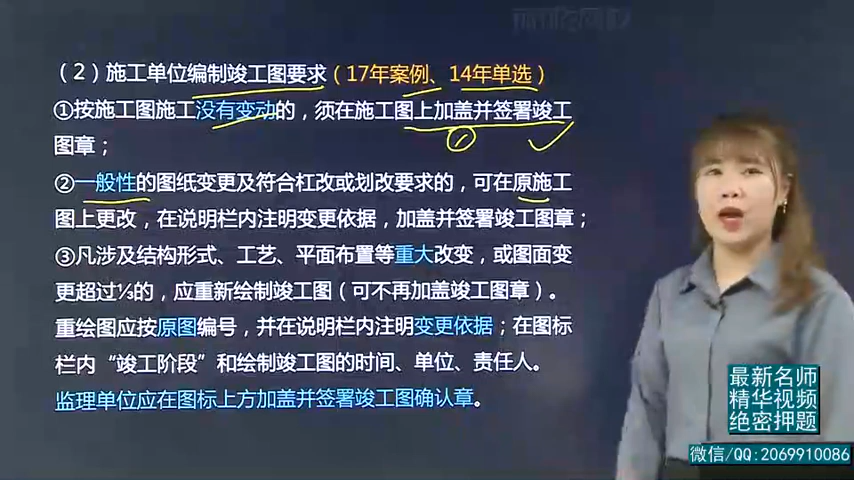 （2）施工单位编制竣工图要求（17年案例、14年单选）
①按施工图施工没有变动的，须在施工图上加盖并签署竣工
图章；
②一般性的图纸变更及符合杠改或划改要求的，可在原施工
图上更改，在说明栏内注明变更依据，加盖并签署竣工图章；
③凡涉及结构形式、工艺、平面布置等重大改变，或图面变
更超过⅓的，应重新绘制竣工图（可不再加盖竣工图章）。
重绘图应按原图编号，并在说明栏内注明变更依据；在图标
栏内“竣工阶段”和绘制竣工图的时间、单位、责任人。
监理单位应在图标上方加盖并签署竣工图确认章。
最新名师
精华视频
绝密押题
微信/QQ:2069910086